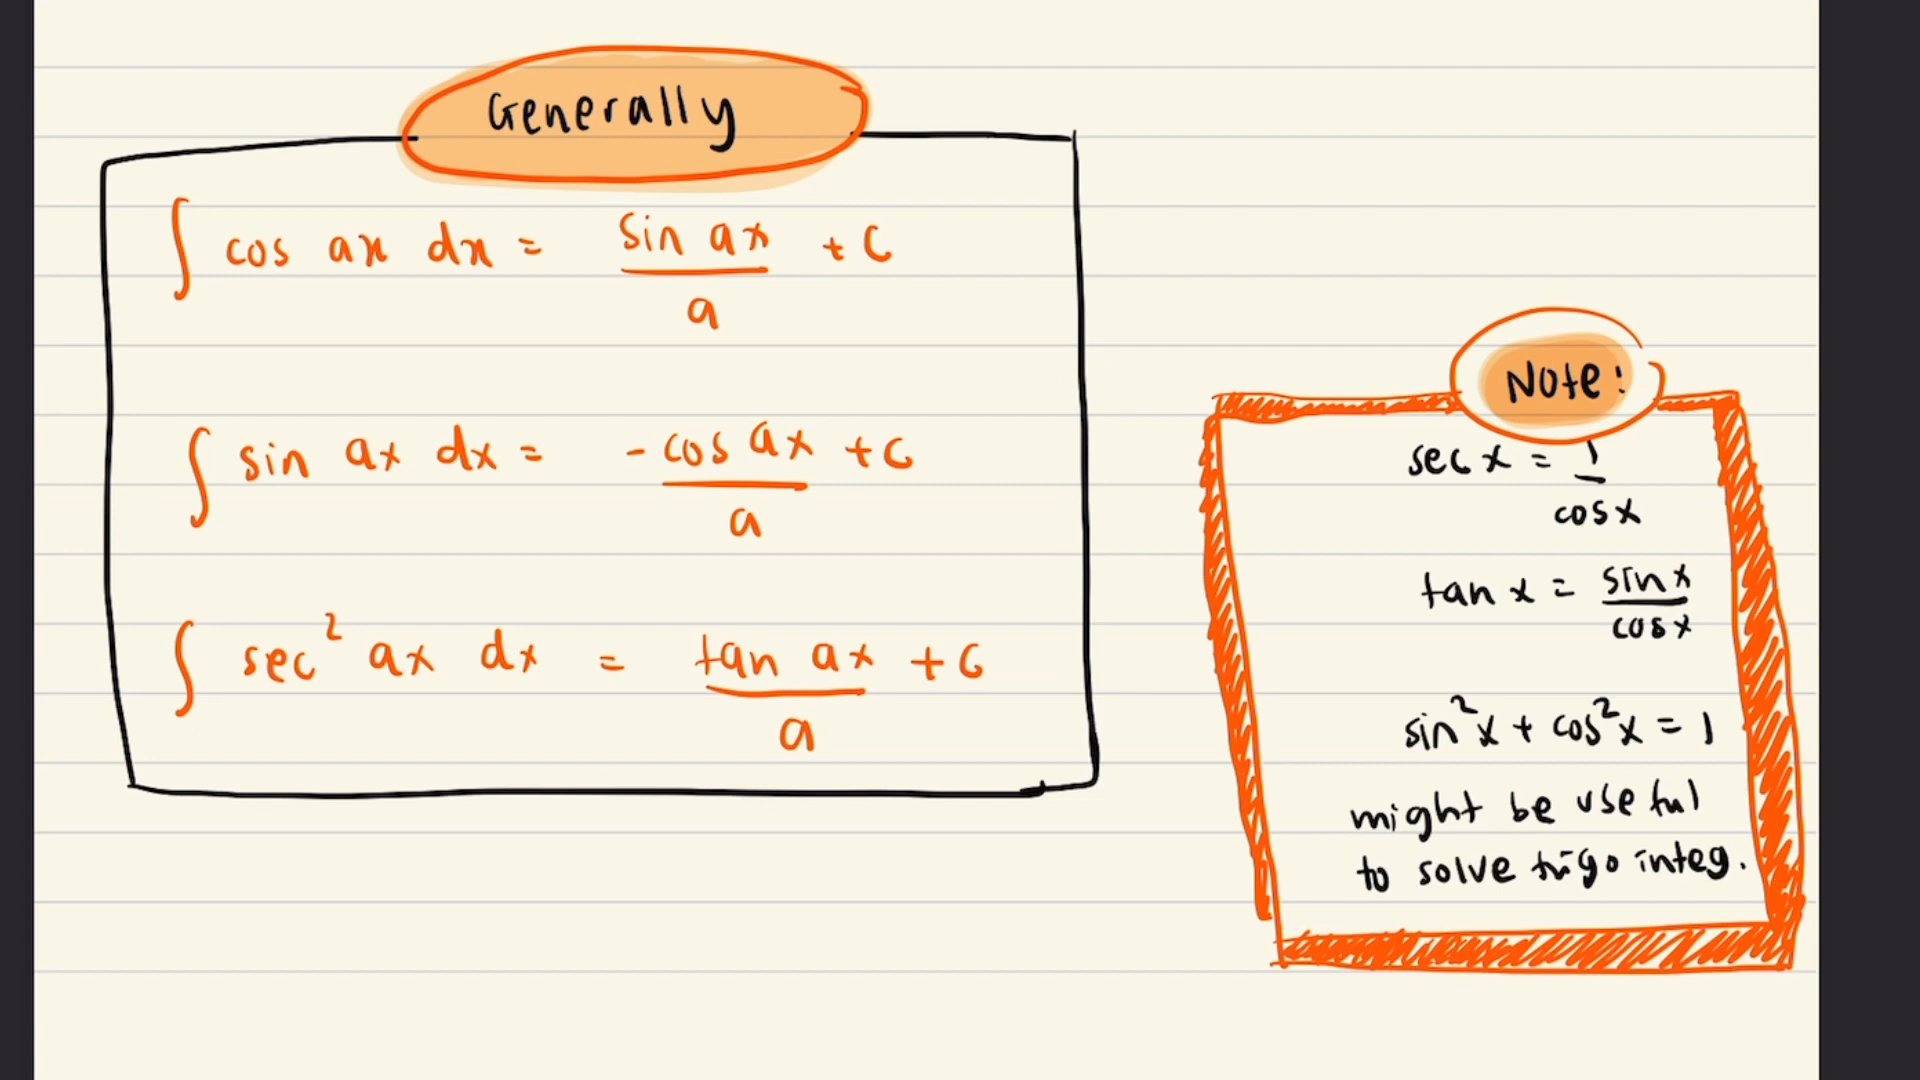 Generally
∫ cos ax dx = sin ax / a + c
∫ sin ax dx = - cos ax / a + c
∫ sec² ax dx = tan ax / a + c
Note:
sec x = 1 / cos x
tan x = sin x / cos x
sin²x + cos²x = 1
might be useful
to solve trigo integ.